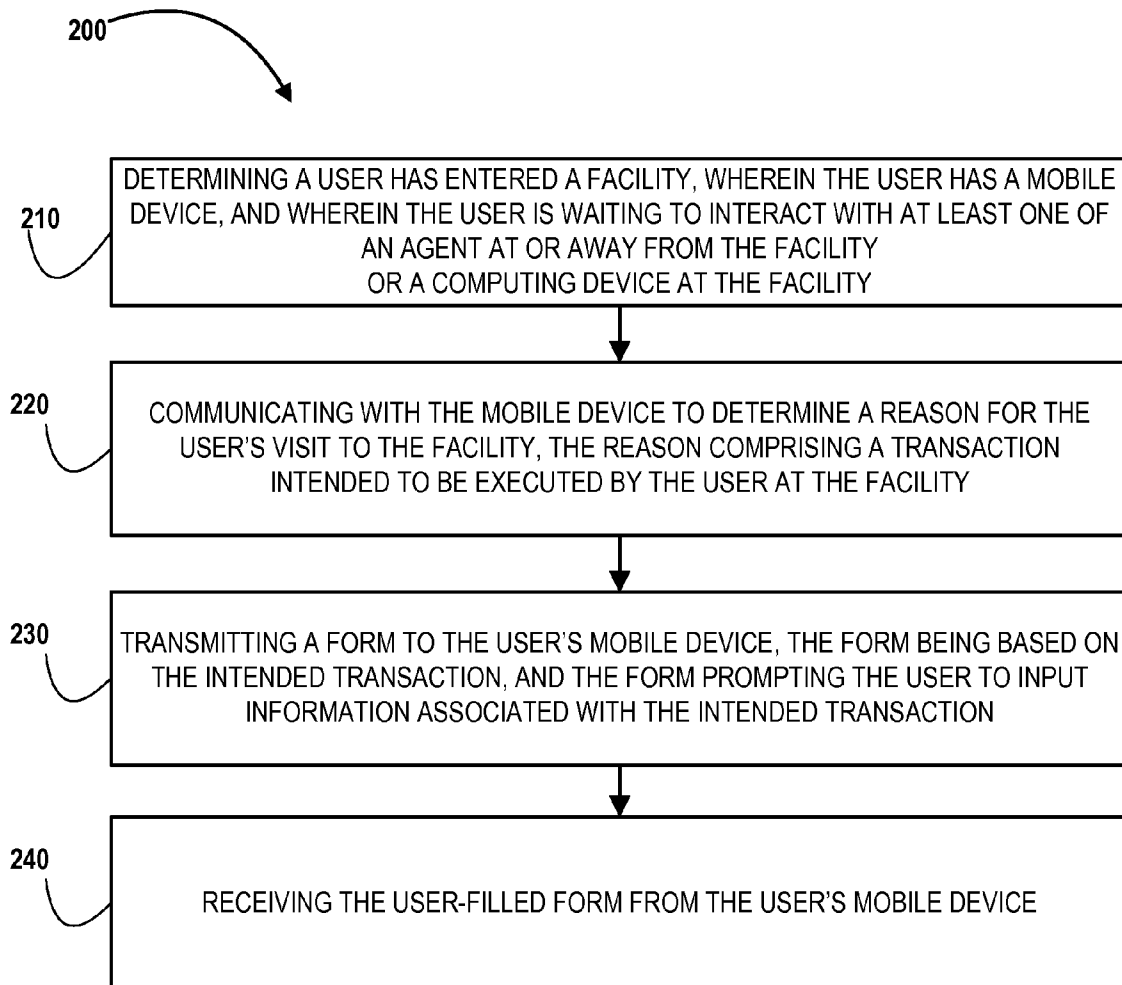 200
210
DETERMINING A USER HAS ENTERED A FACILITY, WHEREIN THE USER HAS A MOBILE
DEVICE, AND WHEREIN THE USER IS WAITING TO INTERACT WITH AT LEAST ONE OF
AN AGENT AT OR AWAY FROM THE FACILITY
OR A COMPUTING DEVICE AT THE FACILITY
220
COMMUNICATING WITH THE MOBILE DEVICE TO DETERMINE A REASON FOR THE
USER'S VISIT TO THE FACILITY, THE REASON COMPRISING A TRANSACTION
INTENDED TO BE EXECUTED BY THE USER AT THE FACILITY
230
TRANSMITTING A FORM TO THE USER'S MOBILE DEVICE, THE FORM BEING BASED ON
THE INTENDED TRANSACTION, AND THE FORM PROMPTING THE USER TO INPUT
INFORMATION ASSOCIATED WITH THE INTENDED TRANSACTION
240
RECEIVING THE USER-FILLED FORM FROM THE USER'S MOBILE DEVICE